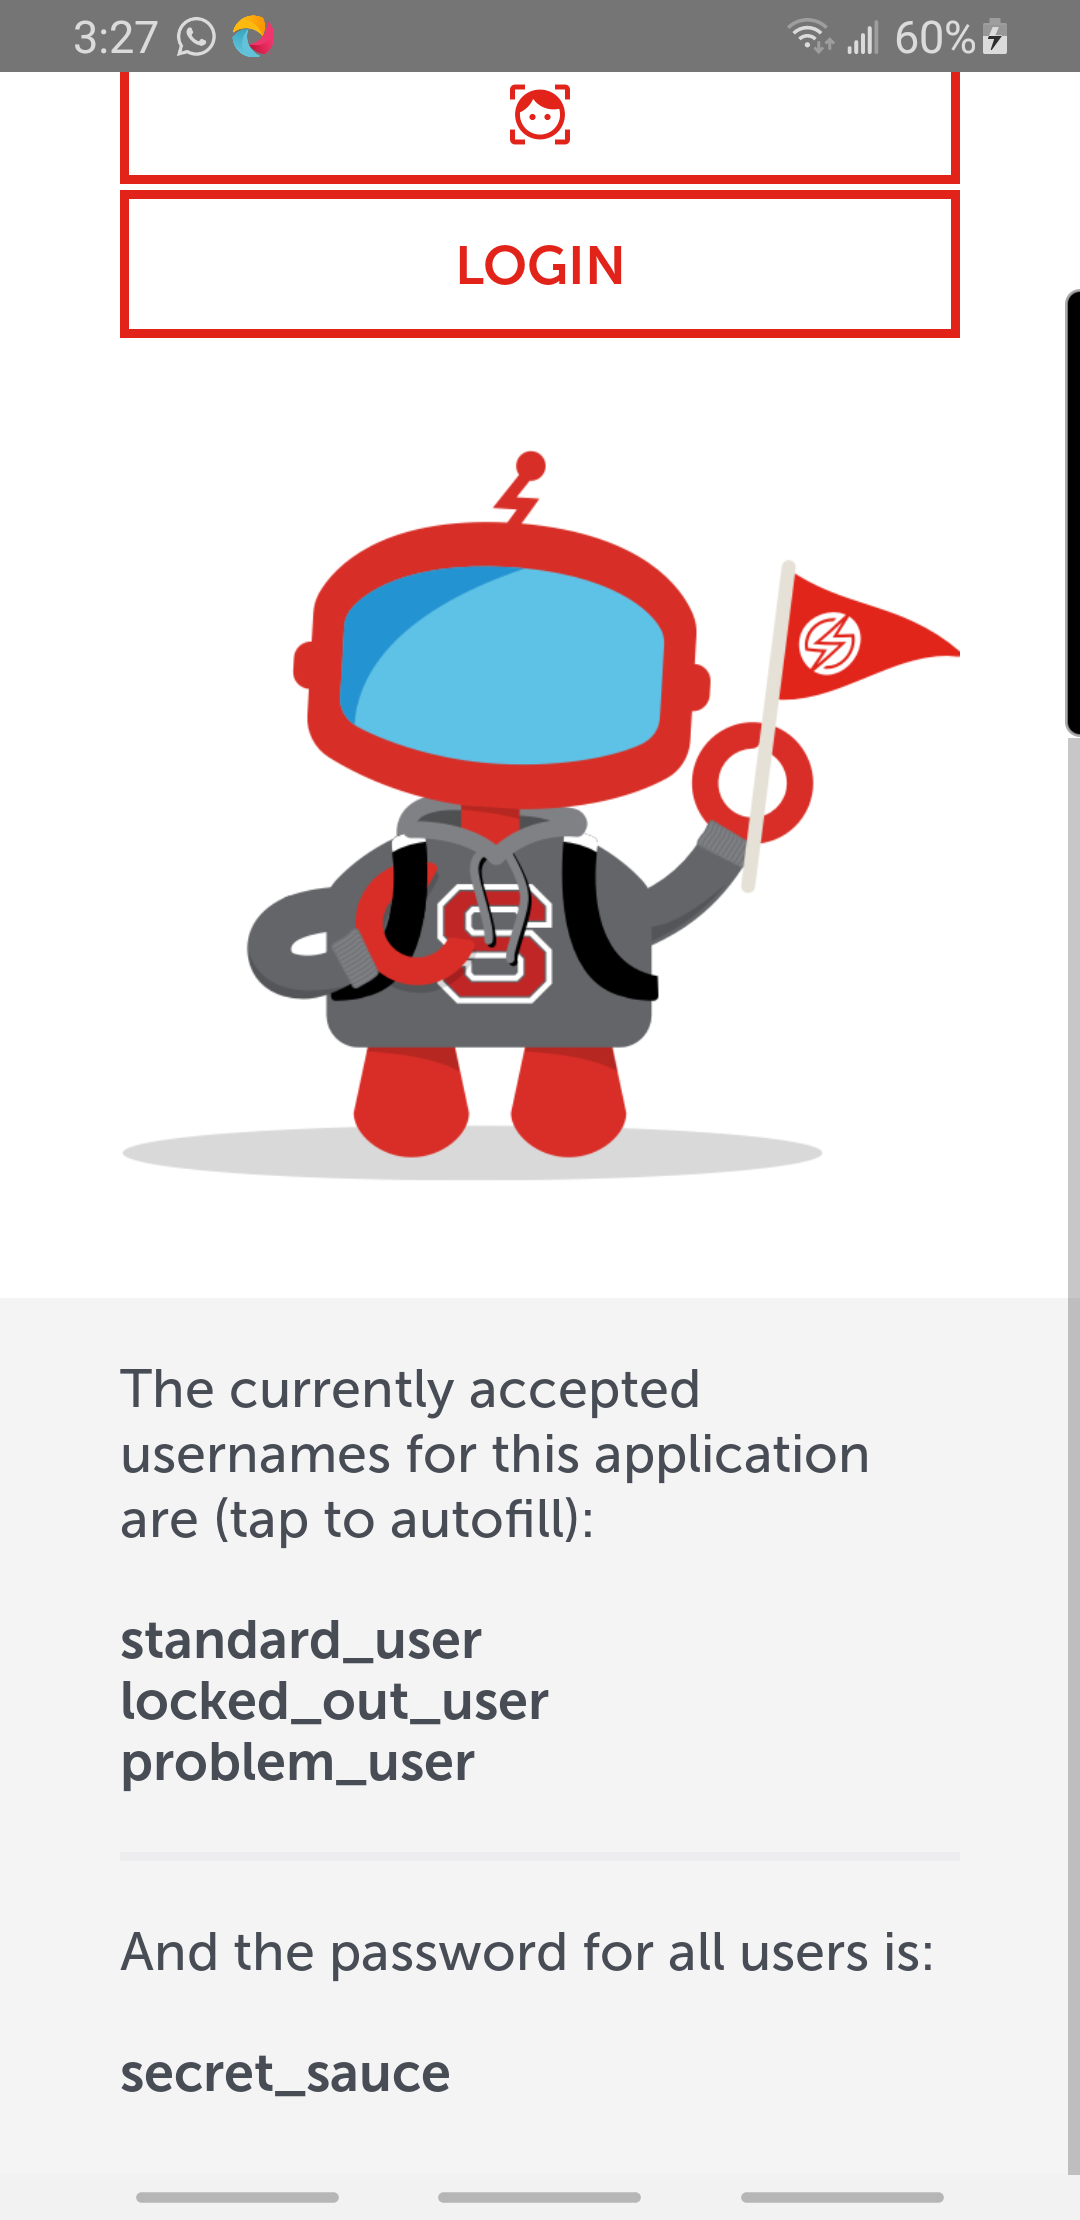 3:27 60%
LOGIN
S
The currently accepted
usernames for this application
are (tap to autofill):
standard_user
locked_out_user
problem_user
And the password for all users is:
secret_sauce